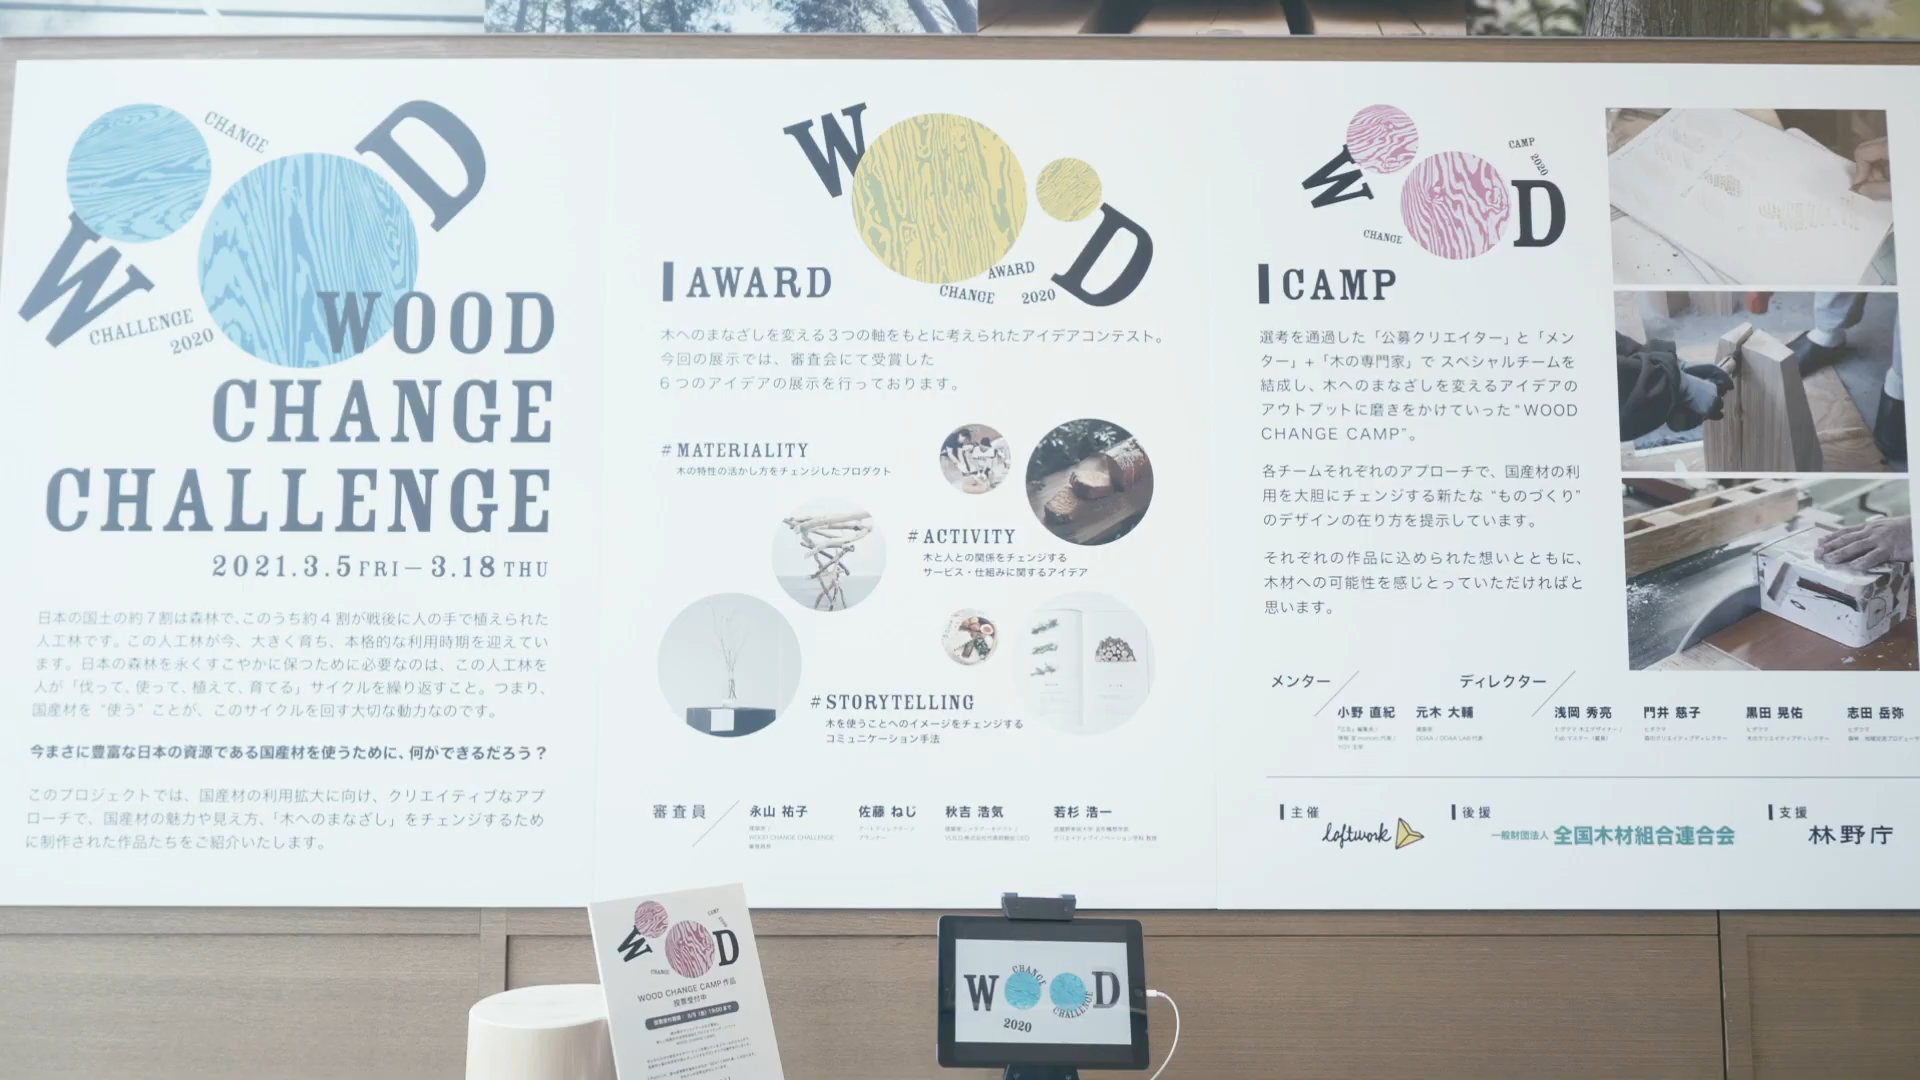 WOOD
CHANGE
CHALLENGE
2020
WOOD
CHANGE
CHALLENGE
2021.3.5 FRI — 3.18 THU
日本の国土の約7割は森林で、このうち約4割が戦後に人の手で植えられた
人工林です。この人工林が今、大きく育ち、本格的な利用時期を迎えてい
ます。日本の森林を永くすこやかに保つために必要なのは、この人工林を
人が「伐って、使って、植えて、育てる」サイクルを繰り返すこと。つまり、
国産材を “使う” ことが、このサイクルを回す大切な動力なのです。
今まさに豊富な日本の資源である国産材を使うために、何ができるだろう？
このプロジェクトでは、国産材の利用拡大に向け、クリエイティブなアプ
ローチで、国産材の魅力や見え方、「木へのまなざし」をチェンジするため
に制作された作品たちをご紹介いたします。
WOOD
CHANGE
AWARD
2020
AWARD
木へのまなざしを変える3つの軸をもとに考えられたアイデアコンテスト。
今回の展示では、審査会にて受賞した
6つのアイデアの展示を行っております。
# MATERIALITY
木の特性の活かし方をチェンジしたプロダクト
# ACTIVITY
木と人との関係をチェンジする
サービス・仕組みに関するアイデア
# STORYTELLING
木を使うことへのイメージをチェンジする
コミュニケーション手法
審査員
永山 祐子
WOOD CHANGE CHALLENGE
佐藤 ねじ
秋吉 浩気
若杉 浩一
WOOD
CHANGE
CAMP
2020
CAMP
選考を通過した「公募クリエイター」と「メン
ター」+「木の専門家」で スペシャルチームを
結成し、木へのまなざしを変えるアイデアの
アウトプットに磨きをかけていった“WOOD
CHANGE CAMP”。
各チームそれぞれのアプローチで、国産材の利
用を大胆にチェンジする新たな “ものづくり”
のデザインの在り方を提示しています。
それぞれの作品に込められた想いとともに、
木材への可能性を感じとっていただければと
思います。
メンター
小野 直紀
元木 大輔
ディレクター
浅岡 秀亮
門井 慈子
黒田 晃佑
志田 岳弥
主催
loftwork
後援
一般財団法人 全国木材組合連合会
支援
林野庁
WOOD
CHANGE
CAMP
WOOD CHANGE CAMP 作品
投票受付中
WOOD
CHANGE
CHALLENGE
2020